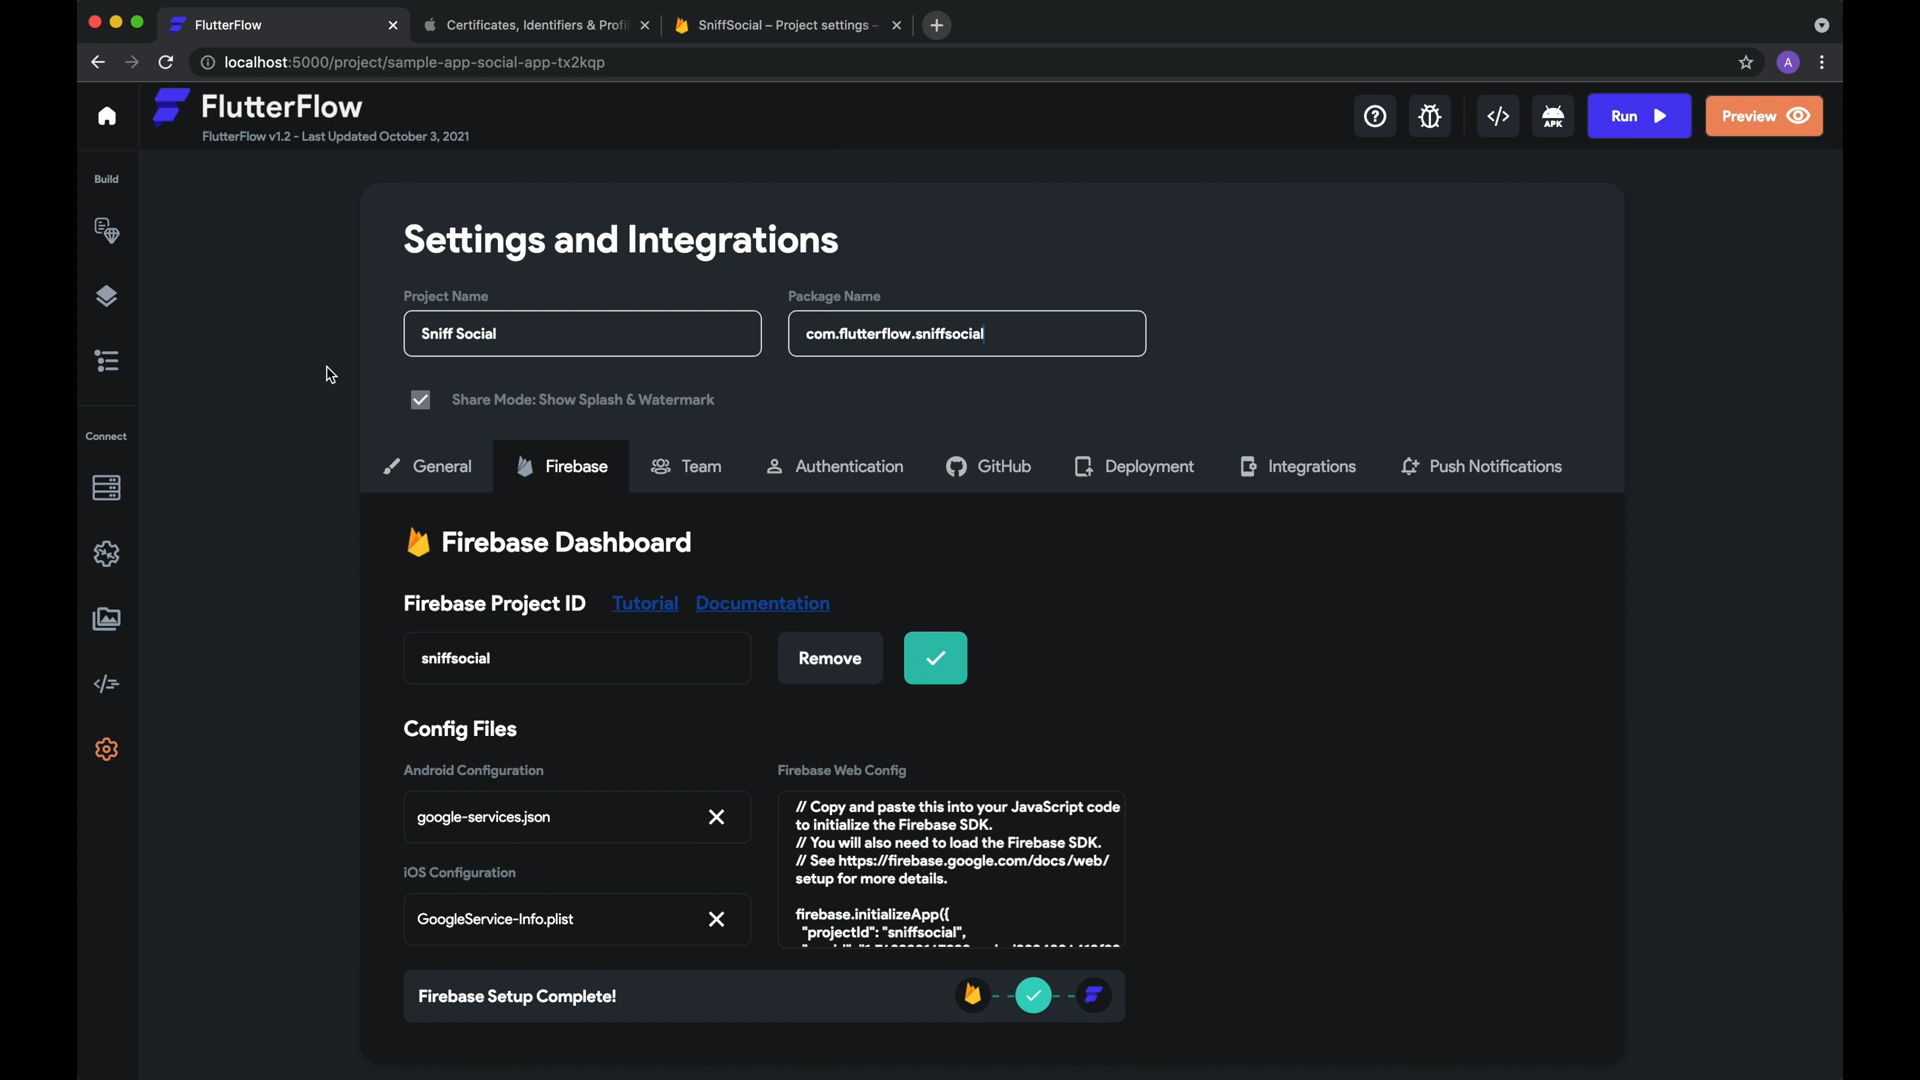 FlutterFlow
Certificates, Identifiers & Profi
SniffSocial – Project settings –
localhost:5000/project/sample-app-social-app-tx2kqp
A
FlutterFlow
FlutterFlow v1.2 - Last Updated October 3, 2021
APK
Run
Preview
Build
Connect
Settings and Integrations
Project Name
Package Name
Sniff Social
com.flutterflow.sniffsocial
Share Mode: Show Splash & Watermark
General
Firebase
Team
Authentication
GitHub
Deployment
Integrations
Push Notifications
Firebase Dashboard
Firebase Project ID
Tutorial
Documentation
sniffsocial
Remove
Config Files
Android Configuration
google-services.json
iOS Configuration
GoogleService-Info.plist
Firebase Web Config
// Copy and paste this into your JavaScript code
to initialize the Firebase SDK.
// You will also need to load the Firebase SDK.
// See https://firebase.google.com/docs/web/
setup for more details.
firebase.initializeApp({
"projectId": "sniffsocial",
Firebase Setup Complete!